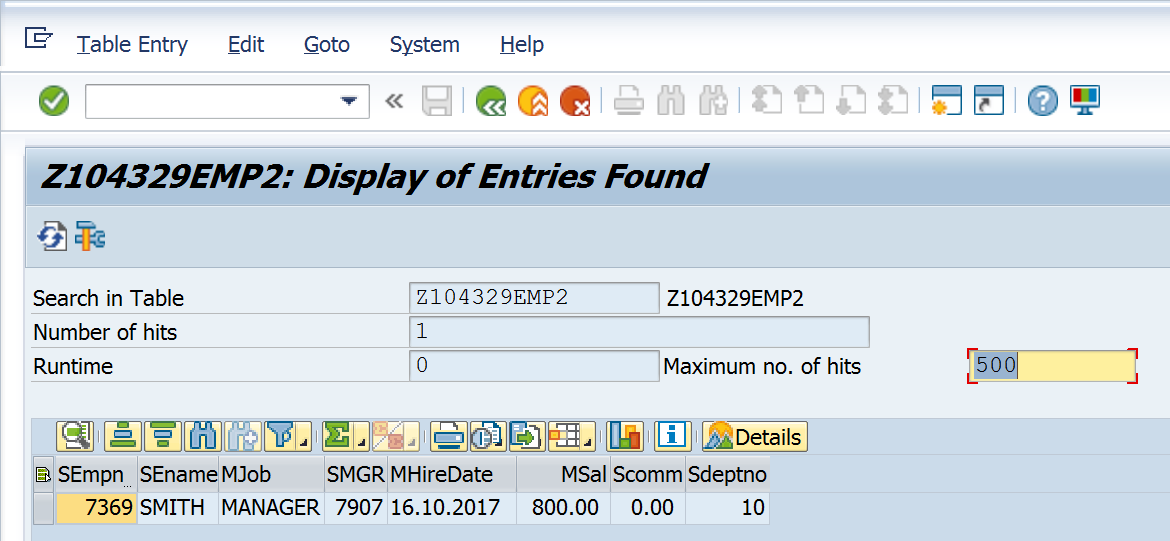 Table Entry Edit Goto System Help
Z104329EMP2: Display of Entries Found
Search in Table Z104329EMP2 Z104329EMP2
Number of hits 1
Runtime 0 Maximum no. of hits 500
Details
SEmpn SEname MJob SMGR MHireDate MSal Scomm Sdeptno
7369 SMITH MANAGER 7907 16.10.2017 800.00 0.00 10